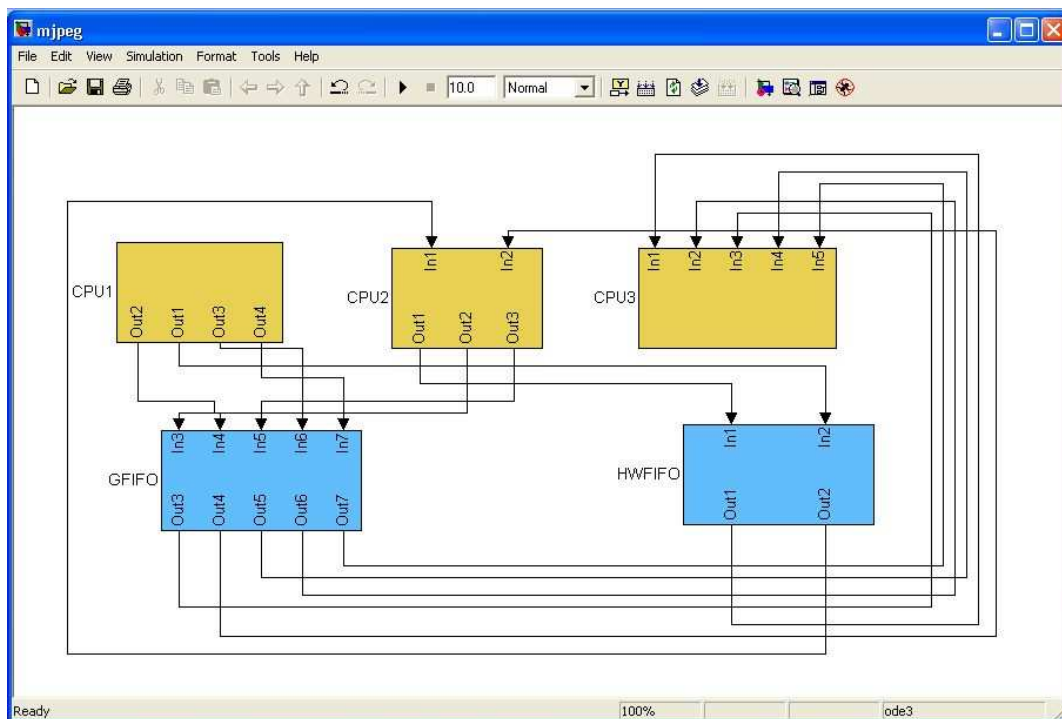 mjpeg
File Edit View Simulation Format Tools Help
10.0 Normal
In1 In2 In1 In2 In3 In4 In5
CPU1 CPU2 CPU3
Out2 Out1 Out3 Out4 Out1 Out2 Out3
In3 In4 In5 In6 In7 In1 In2
GFIFO HWFIFO
Out3 Out4 Out5 Out6 Out7 Out1 Out2
Ready 100% ode3